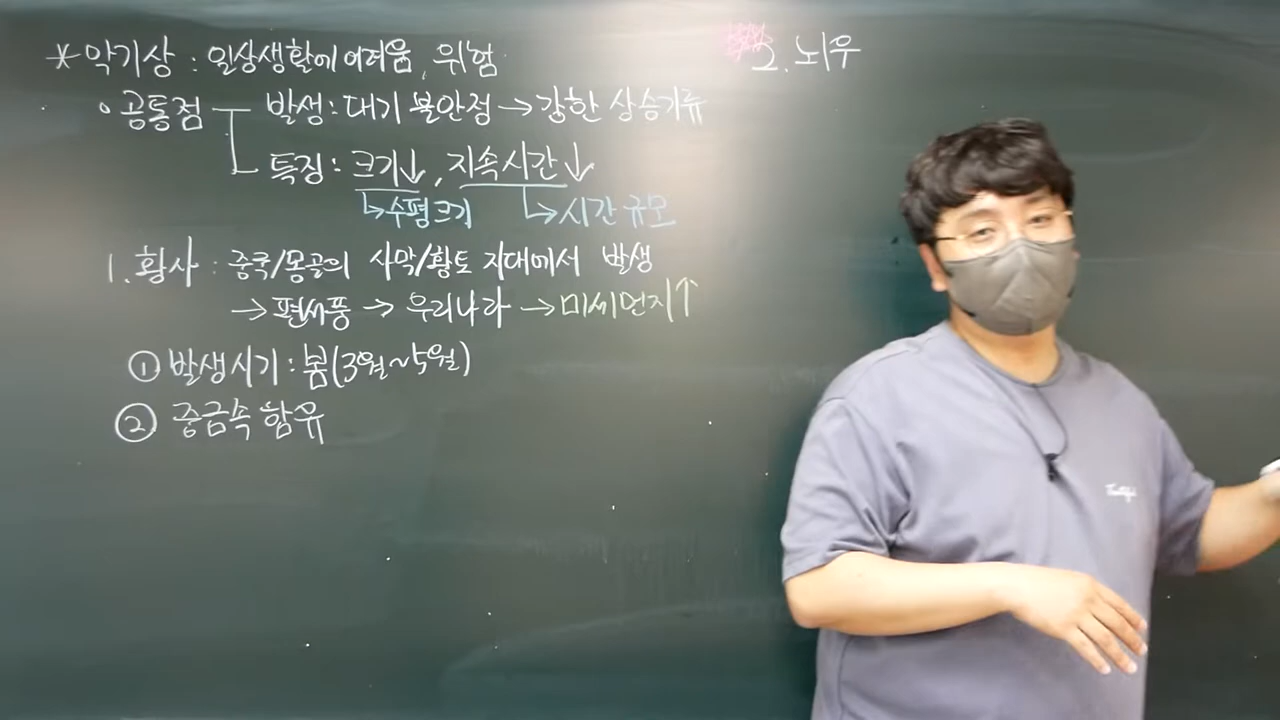 * 악기상 : 일상생활에 어려움, 위험
• 공통점 발생 : 대기 불안정 → 강한 상승기류
특징 : 크기↓, 지속시간↓
↳수평크기 ↳시간 규모
1. 황사 : 중국/몽골의 사막/황토 지대에서 발생
→ 편서풍 → 우리나라 → 미세먼지↑
① 발생시기 : 봄(3월~5월)
② 중금속 함유
2. 뇌우